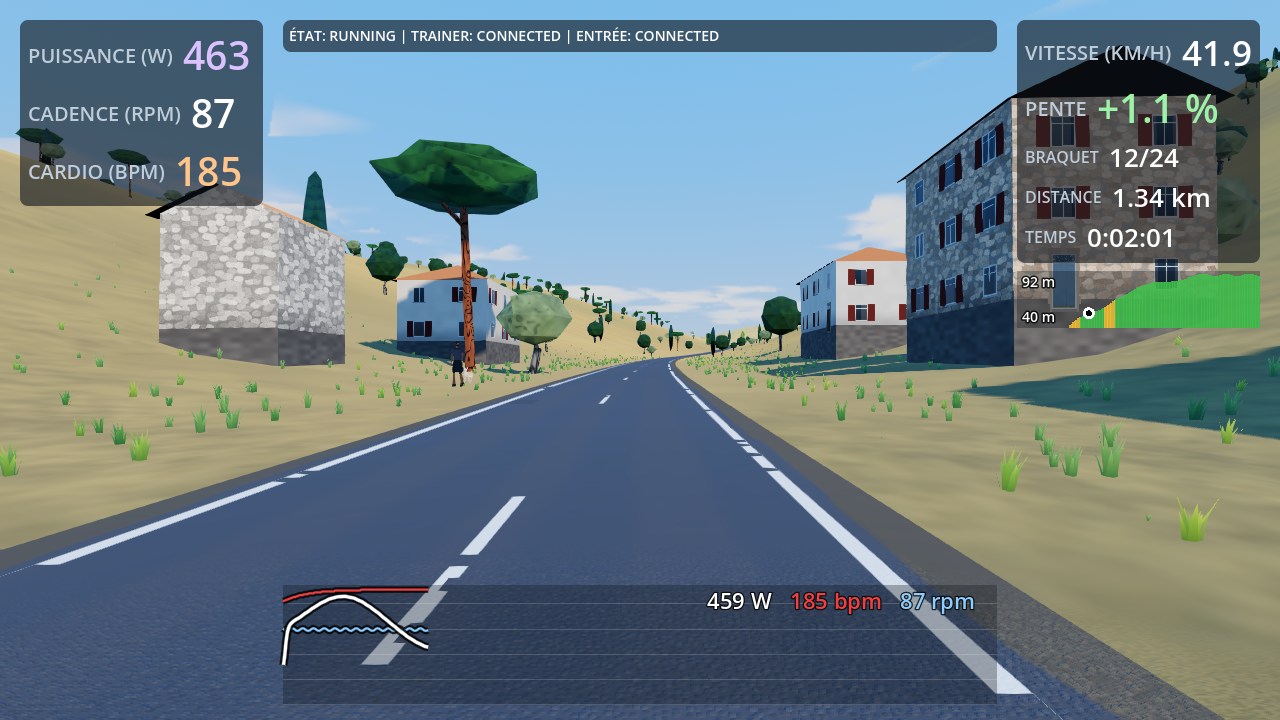 PUISSANCE (W) 463
CADENCE (RPM) 87
CARDIO (BPM) 185
ÉTAT: RUNNING | TRAINER: CONNECTED | ENTRÉE: CONNECTED
VITESSE (KM/H) 41.9
PENTE +1.1 %
BRAQUET 12/24
DISTANCE 1.34 km
TEMPS 0:02:01
92 m
40 m
459 W 185 bpm 87 rpm